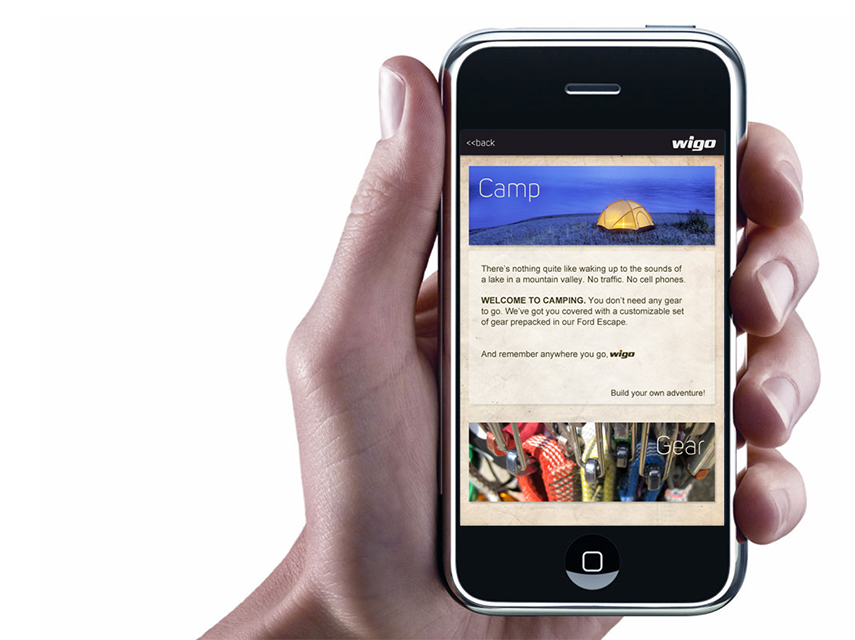 <<back
wigo
Camp
There's nothing quite like waking up to the sounds of
a lake in a mountain valley. No traffic. No cell phones.
WELCOME TO CAMPING. You don't need any gear
to go. We've got you covered with a customizable set
of gear prepacked in our Ford Escape.
And remember anywhere you go, wigo
Build your own adventure!
Gear